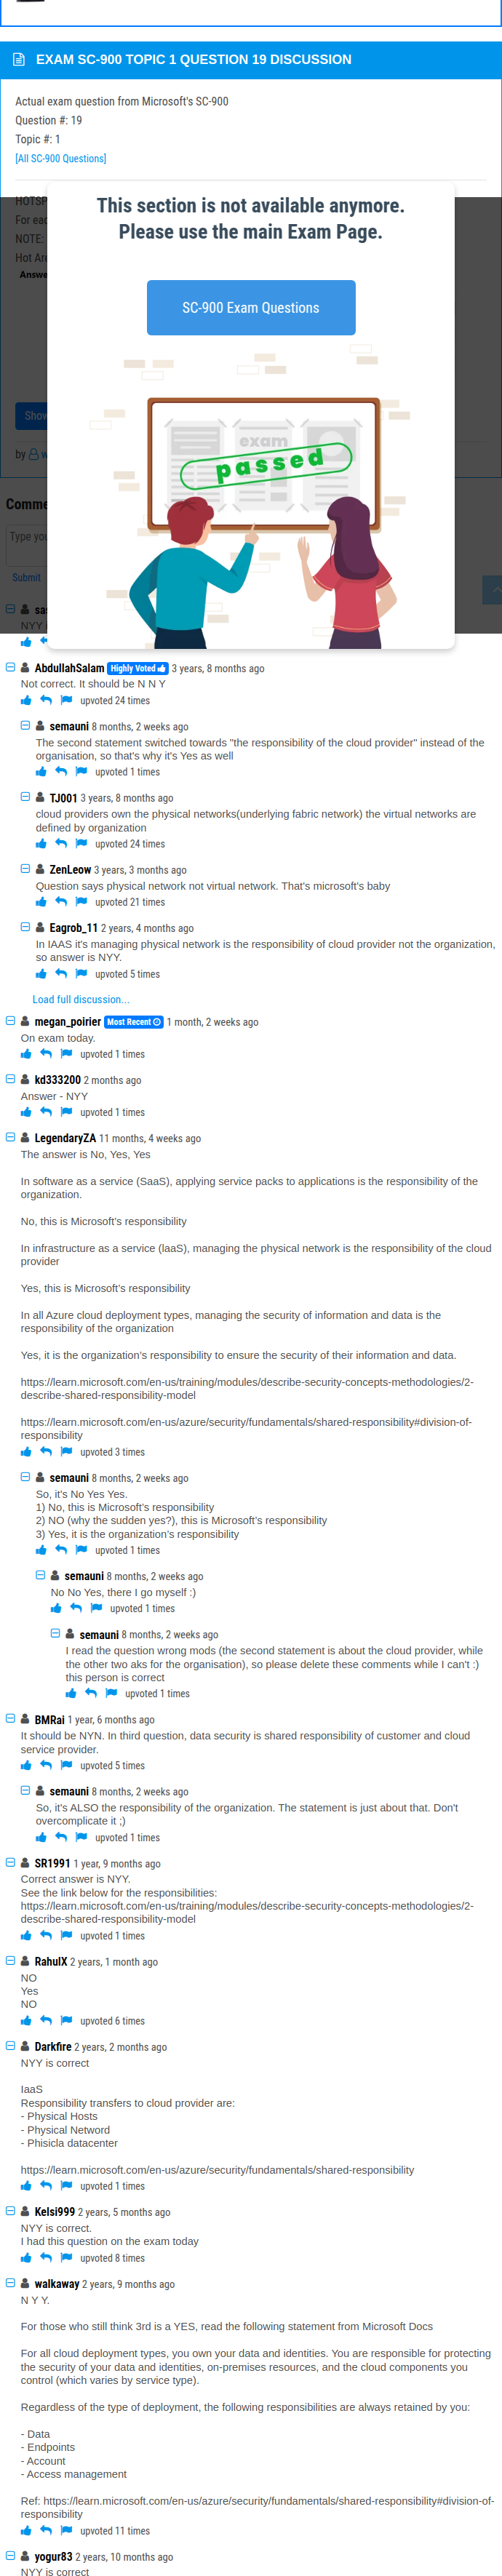 EXAM SC-900 TOPIC 1 QUESTION 19 DISCUSSION
Actual exam question from Microsoft's SC-900
Question #: 19
Topic #: 1
[All SC-900 Questions]
HOTSP
For eac
NOTE:
Hot Are
Answe
This section is not available anymore.
Please use the main Exam Page.
SC-900 Exam Questions
exam
passed
Show
by w
Comme
Type you
Submit
sas
NYY
AbdullahSalam Highly Voted 3 years, 8 months ago
Not correct. It should be N N Y
upvoted 24 times
semauni 8 months, 2 weeks ago
The second statement switched towards "the responsibility of the cloud provider" instead of the
organisation, so that's why it's Yes as well
upvoted 1 times
TJ001 3 years, 8 months ago
cloud providers own the physical networks(underlying fabric network) the virtual networks are
defined by organization
upvoted 24 times
ZenLeow 3 years, 3 months ago
Question says physical network not virtual network. That's microsoft's baby
upvoted 21 times
Eagrob_11 2 years, 4 months ago
In IAAS it's managing physical network is the responsibility of cloud provider not the organization,
so answer is NYY.
upvoted 5 times
Load full discussion...
megan_poirier Most Recent 1 month, 2 weeks ago
On exam today.
upvoted 1 times
kd333200 2 months ago
Answer - NYY
upvoted 1 times
LegendaryZA 11 months, 4 weeks ago
The answer is No, Yes, Yes
In software as a service (SaaS), applying service packs to applications is the responsibility of the
organization.
No, this is Microsoft's responsibility
In infrastructure as a service (IaaS), managing the physical network is the responsibility of the cloud
provider
Yes, this is Microsoft's responsibility
In all Azure cloud deployment types, managing the security of information and data is the
responsibility of the organization
Yes, it is the organization's responsibility to ensure the security of their information and data.
https://learn.microsoft.com/en-us/training/modules/describe-security-concepts-methodologies/2-
describe-shared-responsibility-model
https://learn.microsoft.com/en-us/azure/security/fundamentals/shared-responsibility#division-of-
responsibility
upvoted 3 times
semauni 8 months, 2 weeks ago
So, it's No Yes Yes.
1) No, this is Microsoft's responsibility
2) NO (why the sudden yes?), this is Microsoft's responsibility
3) Yes, it is the organization's responsibility
upvoted 1 times
semauni 8 months, 2 weeks ago
No No Yes, there I go myself :)
upvoted 1 times
semauni 8 months, 2 weeks ago
I read the question wrong mods (the second statement is about the cloud provider, while
the other two aks for the organisation), so please delete these comments while I can't :)
this person is correct
upvoted 1 times
BMRai 1 year, 6 months ago
It should be NYN. In third question, data security is shared responsibility of customer and cloud
service provider.
upvoted 5 times
semauni 8 months, 2 weeks ago
So, it's ALSO the responsibility of the organization. The statement is just about that. Don't
overcomplicate it ;)
upvoted 1 times
SR1991 1 year, 9 months ago
Correct answer is NYY.
See the link below for the responsibilities:
https://learn.microsoft.com/en-us/training/modules/describe-security-concepts-methodologies/2-
describe-shared-responsibility-model
upvoted 1 times
RahulX 2 years, 1 month ago
NO
Yes
NO
upvoted 6 times
Darkfire 2 years, 2 months ago
NYY is correct
IaaS
Responsibility transfers to cloud provider are:
- Physical Hosts
- Physical Netword
- Phisicla datacenter
https://learn.microsoft.com/en-us/azure/security/fundamentals/shared-responsibility
upvoted 1 times
Kelsi999 2 years, 5 months ago
NYY is correct.
I had this question on the exam today
upvoted 8 times
walkaway 2 years, 9 months ago
N Y Y.
For those who still think 3rd is a YES, read the following statement from Microsoft Docs
For all cloud deployment types, you own your data and identities. You are responsible for protecting
the security of your data and identities, on-premises resources, and the cloud components you
control (which varies by service type).
Regardless of the type of deployment, the following responsibilities are always retained by you:
- Data
- Endpoints
- Account
- Access management
Ref: https://learn.microsoft.com/en-us/azure/security/fundamentals/shared-responsibility#division-of-
responsibility
upvoted 11 times
yogur83 2 years, 10 months ago
NYY is correct